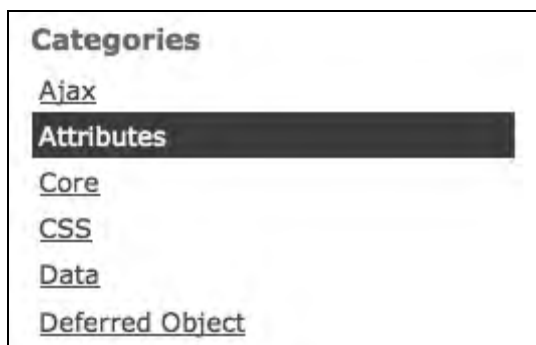 Categories
Ajax
Attributes
Core
CSS
Data
Deferred Object